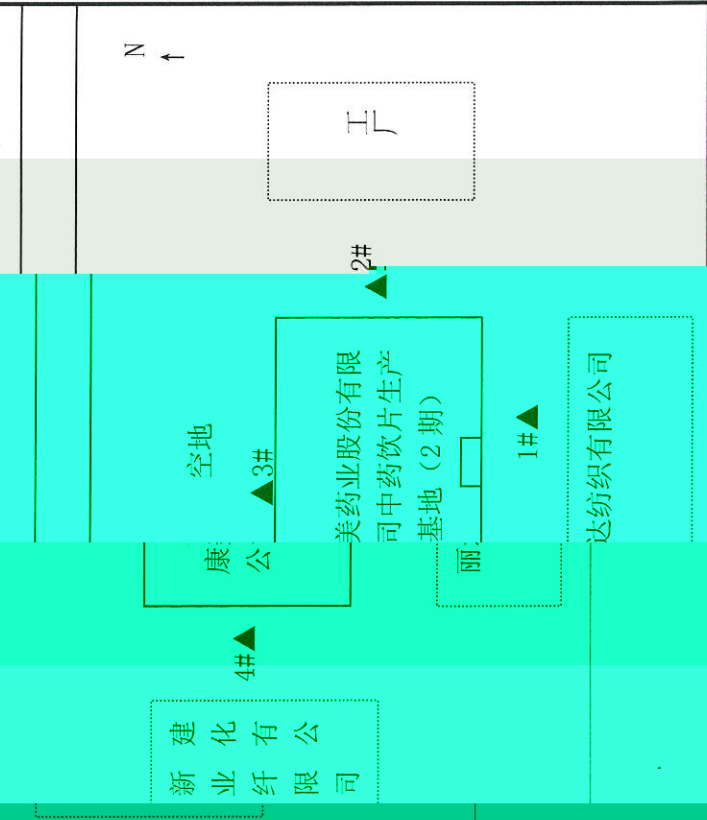 N ↑
工厂
2#
空地
3#
康
公
美药业股份有限
司中药饮片生产
基地（2 期）
1#
丽
达纺织有限公司
4#
新建
业化
纤有
限公
司